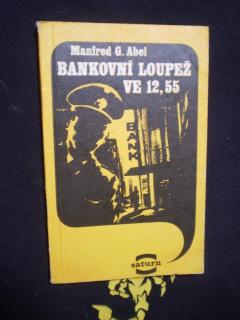 Manfred G. Abel
BANKOVNÍ LOUPEŽ
VE 12,55
BANK
saturn